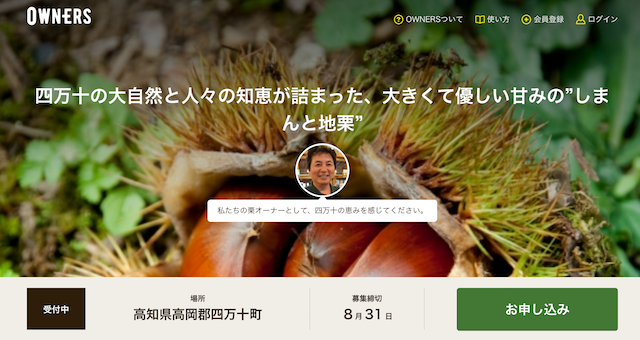 OWNERS
OWNERSついて
使い方
会員登録
ログイン
四万十の大自然と人々の知恵が詰まった、大きくて優しい甘みの”しま
んと地栗”
私たちの栗オーナーとして、四万十の恵みを感じてください。
受付中
場所
高知県高岡郡四万十町
募集締切
8月31日
お申し込み